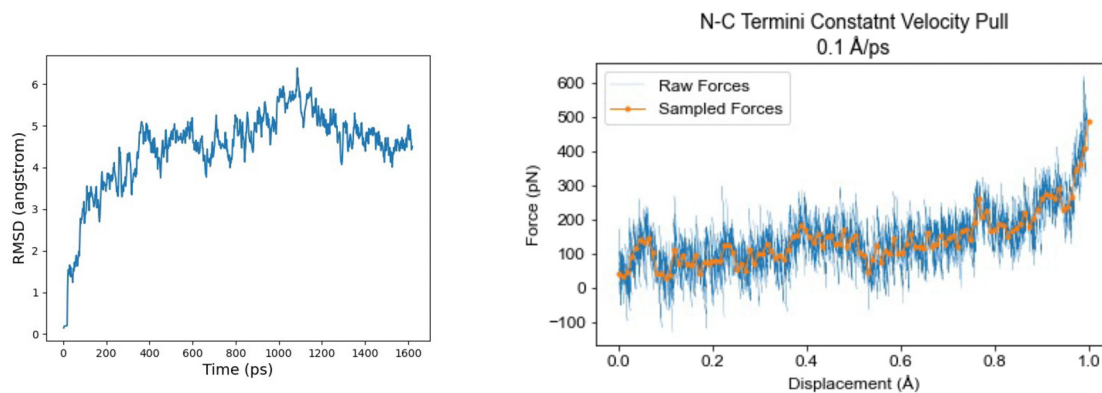 6
5
4
3
2
1
0
RMSD (angstrom)
0 200 400 600 800 1000 1200 1400 1600
Time (ps)
N-C Termini Constatnt Velocity Pull
0.1 Å/ps
Raw Forces
Sampled Forces
600
500
400
300
200
100
0
−100
Force (pN)
0.0 0.2 0.4 0.6 0.8 1.0
Displacement (Å)